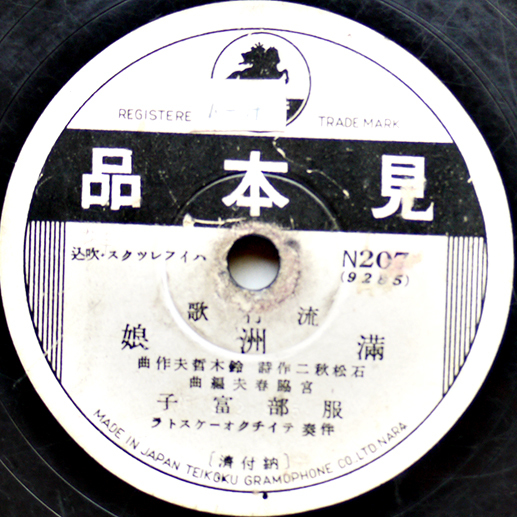 REGISTERE TRADE MARK
見本品
N207
(9285)
ハイフレツクス・吹込
流行歌
滿洲娘
石松秋二作詩 鈴木哲夫作曲
宮脇春夫編曲
服部富子
伴奏 テイチクオーケストラ
[納付濟]
MADE IN JAPAN TEIKOKU GRAMOPHONE CO.,LTD.NARA